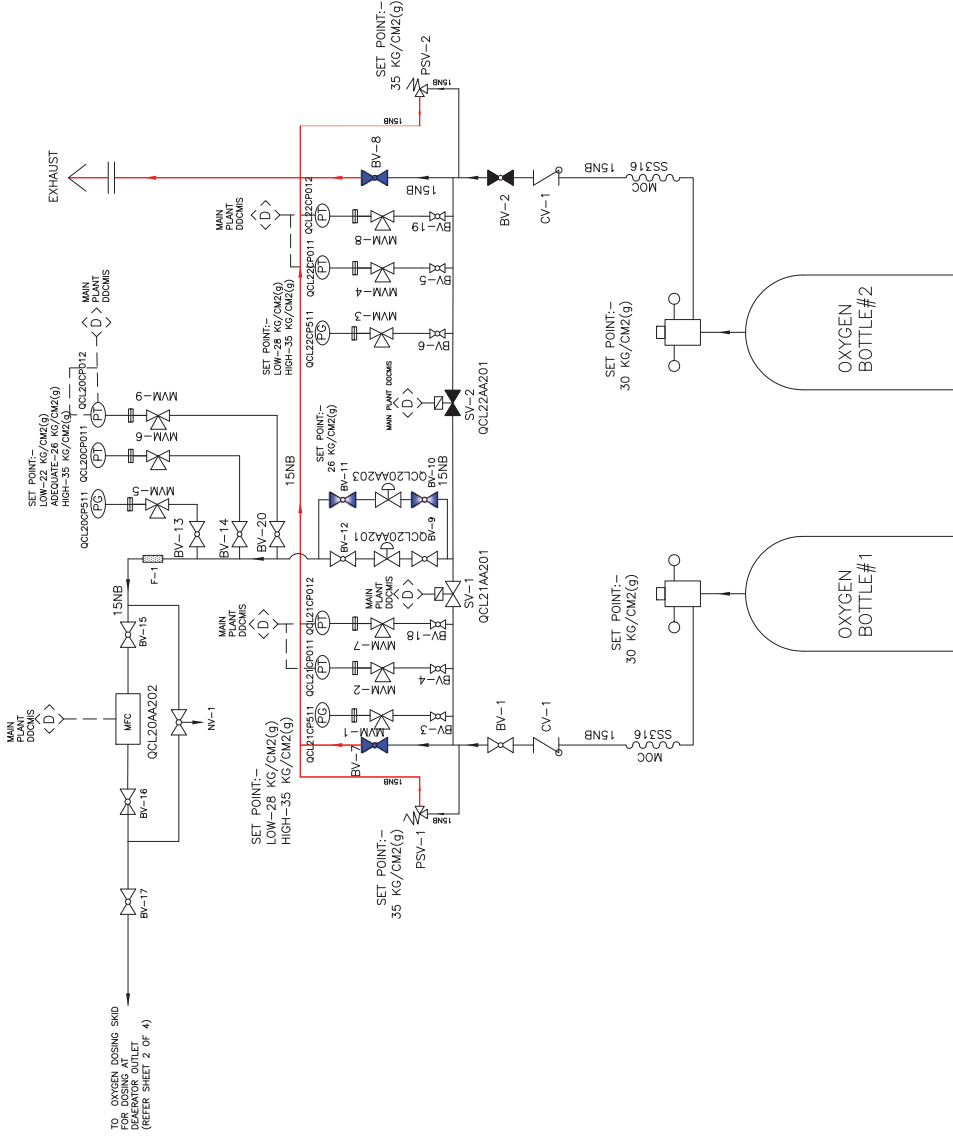 EXHAUST
SET POINT:-
35 KG/CM2(g)
PSV-2
15NB
15NB
BV-8
15NB
MAIN
PLANT
DDCMIS
<D>
QCL22CP012
PT
MVM-8
BV-19
QCL22CP011
PT
MVM-4
BV-5
QCL22CP511
PG
MVM-3
BV-6
SET POINT:-
LOW-28 KG/CM2(g)
HIGH-35 KG/CM2(g)
BV-2
CV-1
15NB
SS316
MOC
SET POINT:-
30 KG/CM2(g)
OXYGEN
BOTTLE#2
MAIN PLANT DDCMIS
<D>
SV-2
QCL22AA201
MAIN
PLANT
DDCMIS
<D>
SET POINT:-
LOW-22 KG/CM2(g)
ADEQUATE-26 KG/CM2(g)
HIGH-35 KG/CM2(g)
QCL20CP012
PT
MVM-9
QCL20CP011
PT
MVM-6
QCL20CP511
PG
MVM-5
BV-13
BV-14
BV-20
15NB
SET POINT:-
26 KG/CM2(g)
BV-11
QCL20AA203
BV-10
15NB
BV-12
QCL20AA201
BV-9
F-1
15NB
BV-15
MAIN
PLANT
DDCMIS
<D>
MFC
QCL20AA202
NV-1
BV-16
BV-17
TO OXYGEN DOSING SKID
FOR DOSING AT
DEAERATOR OUTLET
(REFER SHEET 2 OF 4)
MAIN
PLANT
DDCMIS
<D>
SV-1
QCL21AA201
MAIN
PLANT
DDCMIS
<D>
QCL21CP012
PT
MVM-7
BV-18
QCL21CP011
PT
MVM-2
BV-4
QCL21CP511
PG
MVM-1
BV-3
SET POINT:-
LOW-28 KG/CM2(g)
HIGH-35 KG/CM2(g)
BV-7
15NB
SET POINT:-
35 KG/CM2(g)
PSV-1
15NB
BV-1
CV-1
15NB
SS316
MOC
SET POINT:-
30 KG/CM2(g)
OXYGEN
BOTTLE#1